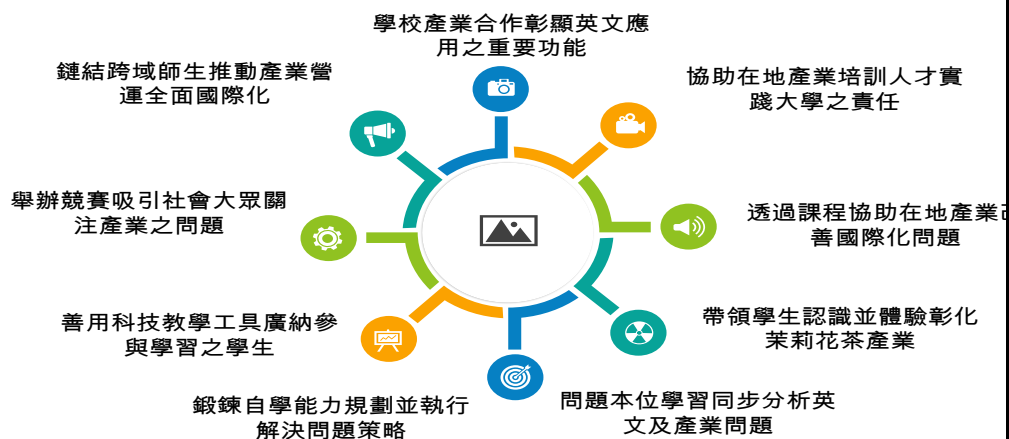 學校產業合作彰顯英文應
用之重要功能
協助在地產業培訓人才實
踐大學之責任
透過課程協助在地產業
善國際化問題
帶領學生認識並體驗彰化
茉莉花茶產業
問題本位學習同步分析英
文及產業問題
鍛鍊自學能力規劃並執行
解決問題策略
善用科技教學工具廣納參
與學習之學生
舉辦競賽吸引社會大眾關
注產業之問題
鏈結跨域師生推動產業營
運全面國際化